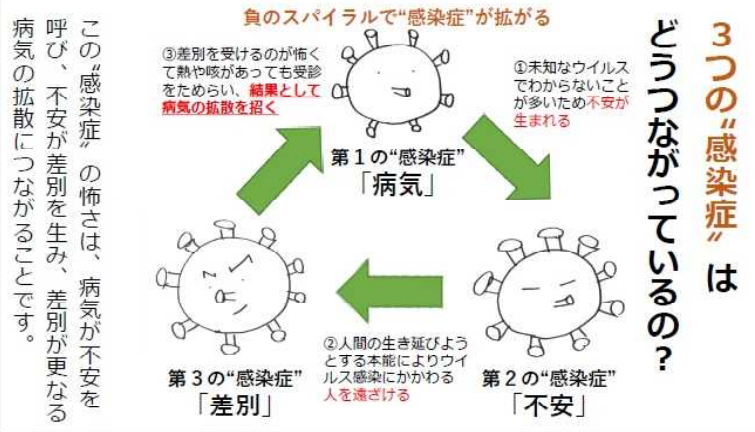 3つの“感染症”は
どうつながっているの？
負のスパイラルで“感染症”が拡がる
第1の“感染症”
「病気」
①未知なウイルス
でわからないこと
が多いため不安が
生まれる
第2の“感染症”
「不安」
②人間の生き延びよう
とする本能によりウイ
ルス感染にかかわる
人を遠ざける
第3の“感染症”
「差別」
③差別を受けるのが怖く
て熱や咳があっても受診
をためらい、結果として
病気の拡散を招く
この“感染症”の怖さは、病気が不安を
呼び、不安が差別を生み、差別が更なる
病気の拡散につながることです。